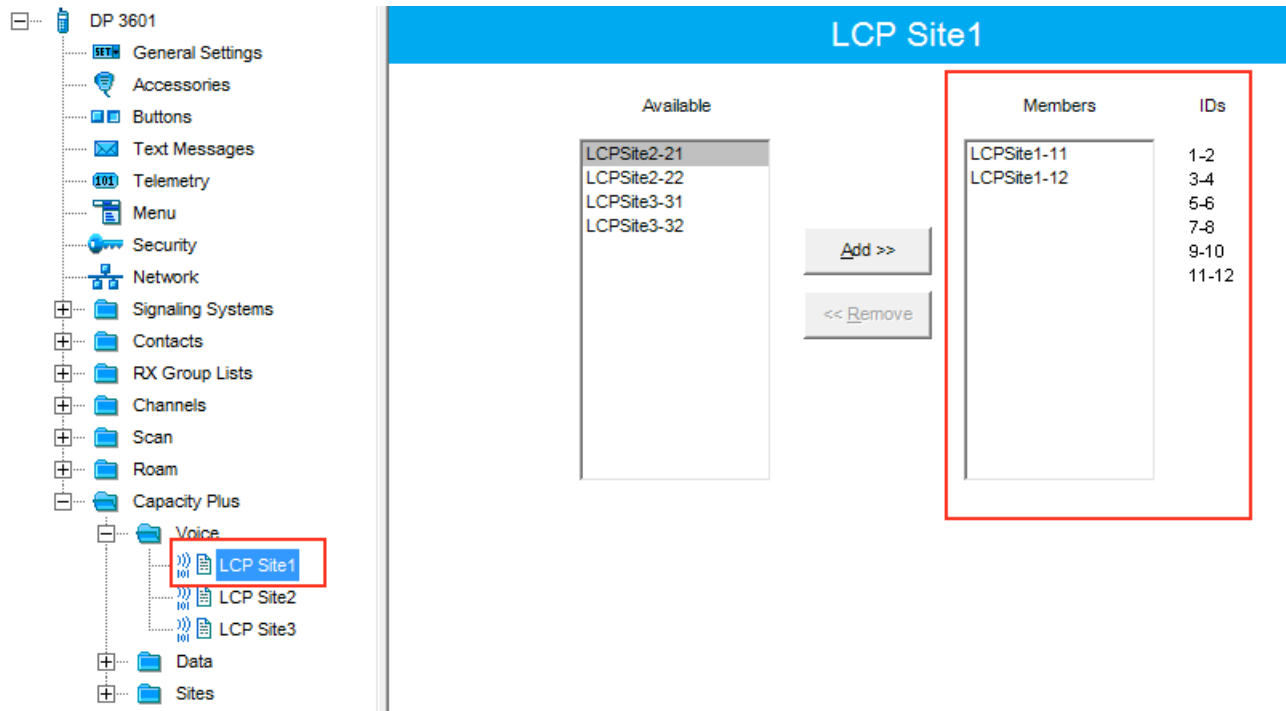 DP 3601
General Settings
Accessories
Buttons
Text Messages
Telemetry
Menu
Security
Network
Signaling Systems
Contacts
RX Group Lists
Channels
Scan
Roam
Capacity Plus
Voice
LCP Site1
LCP Site2
LCP Site3
Data
Sites
LCP Site1
Available
LCPSite2-21
LCPSite2-22
LCPSite3-31
LCPSite3-32
Add >>
<< Remove
Members
LCPSite1-11
LCPSite1-12
IDs
1-2
3-4
5-6
7-8
9-10
11-12